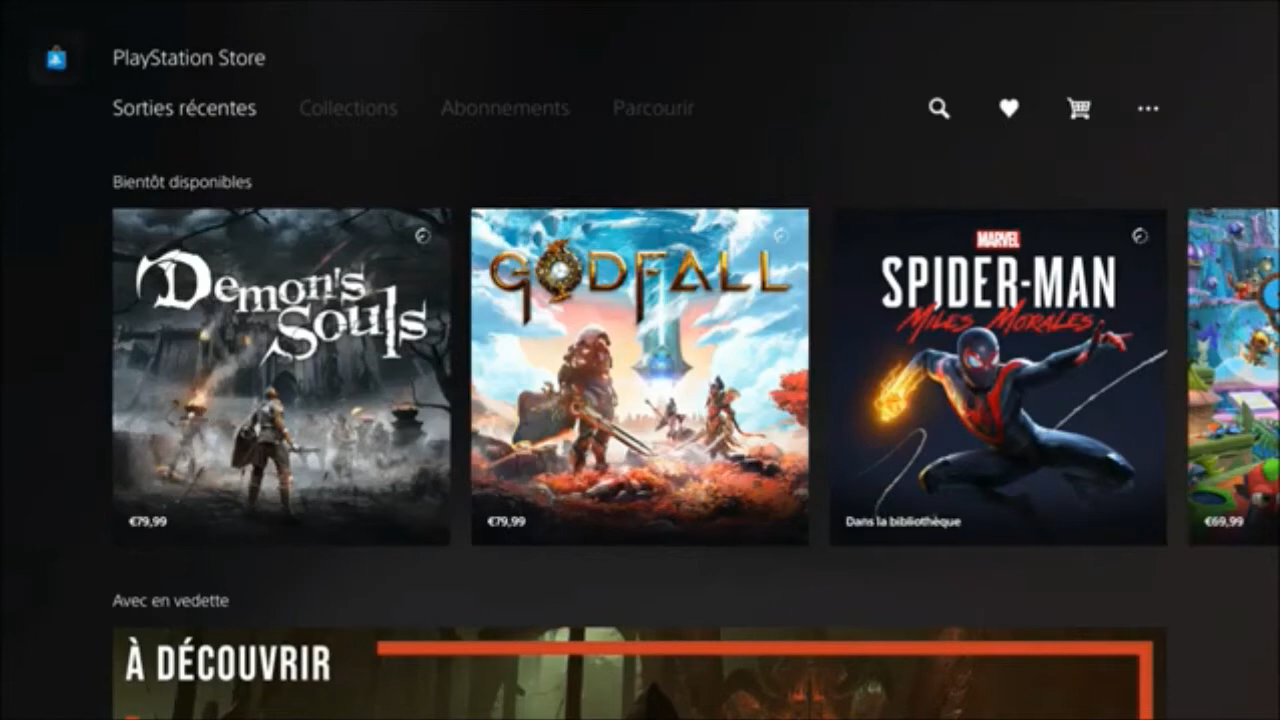 PlayStation Store
Sorties récentes Collections Abonnements Parcourir
Bientôt disponibles
Demon's
Souls
€79,99
GODFALL
€79,99
MARVEL
SPIDER-MAN
MILES MORALES
Dans la bibliothèque
€69,99
Avec en vedette
À DÉCOUVRIR